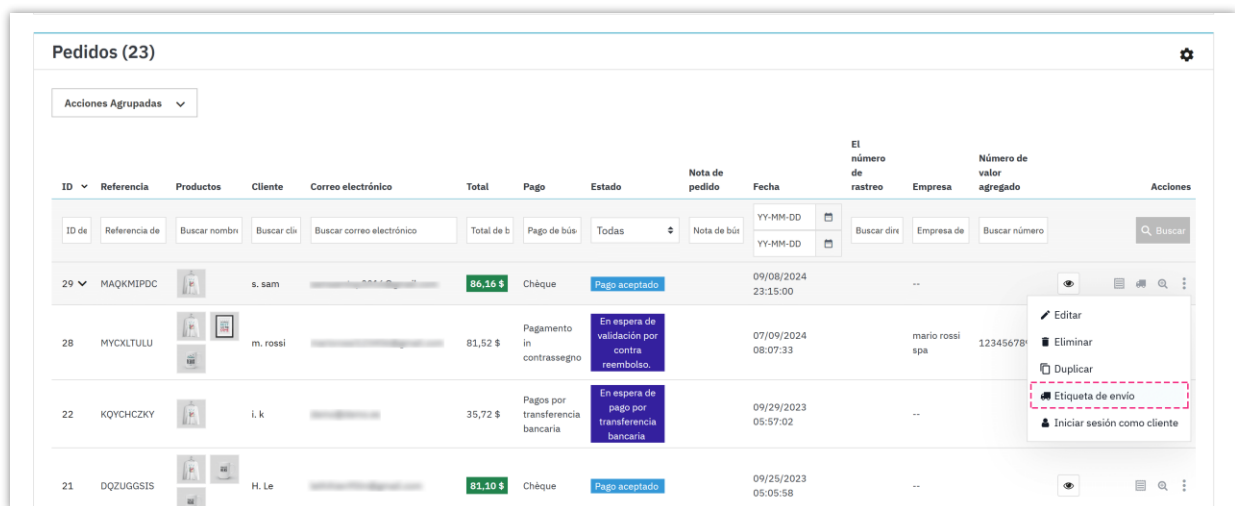 Pedidos (23)
Acciones Agrupadas
ID Referencia Productos Cliente Correo electrónico Total Pago Estado Nota de pedido Fecha El número de rastreo Empresa Número de valor agregado Acciones
ID de Referencia de Buscar nombre Buscar clie Buscar correo electrónico Total de b Pago de bús Todas Nota de bús YY-MM-DD Buscar dire Empresa de Buscar número Buscar
YY-MM-DD
29 MAQKMIPDC s. sam 86,16 $ Chèque Pago aceptado 09/08/2024 23:15:00 --
Editar
Eliminar
Duplicar
Etiqueta de envío
Iniciar sesión como cliente
28 MYCXLTULU m. rossi 81,52 $ Pagamento in contrassegno En espera de validación por contra reembolso. 07/09/2024 08:07:33 mario rossi spa 12345678
22 KQYCHCZKY i. k 35,72 $ Pagos por transferencia bancaria En espera de pago por transferencia bancaria 09/29/2023 05:57:02 --
21 DQZUGGSIS H. Le 81,10 $ Chèque Pago aceptado 09/25/2023 05:05:58 --